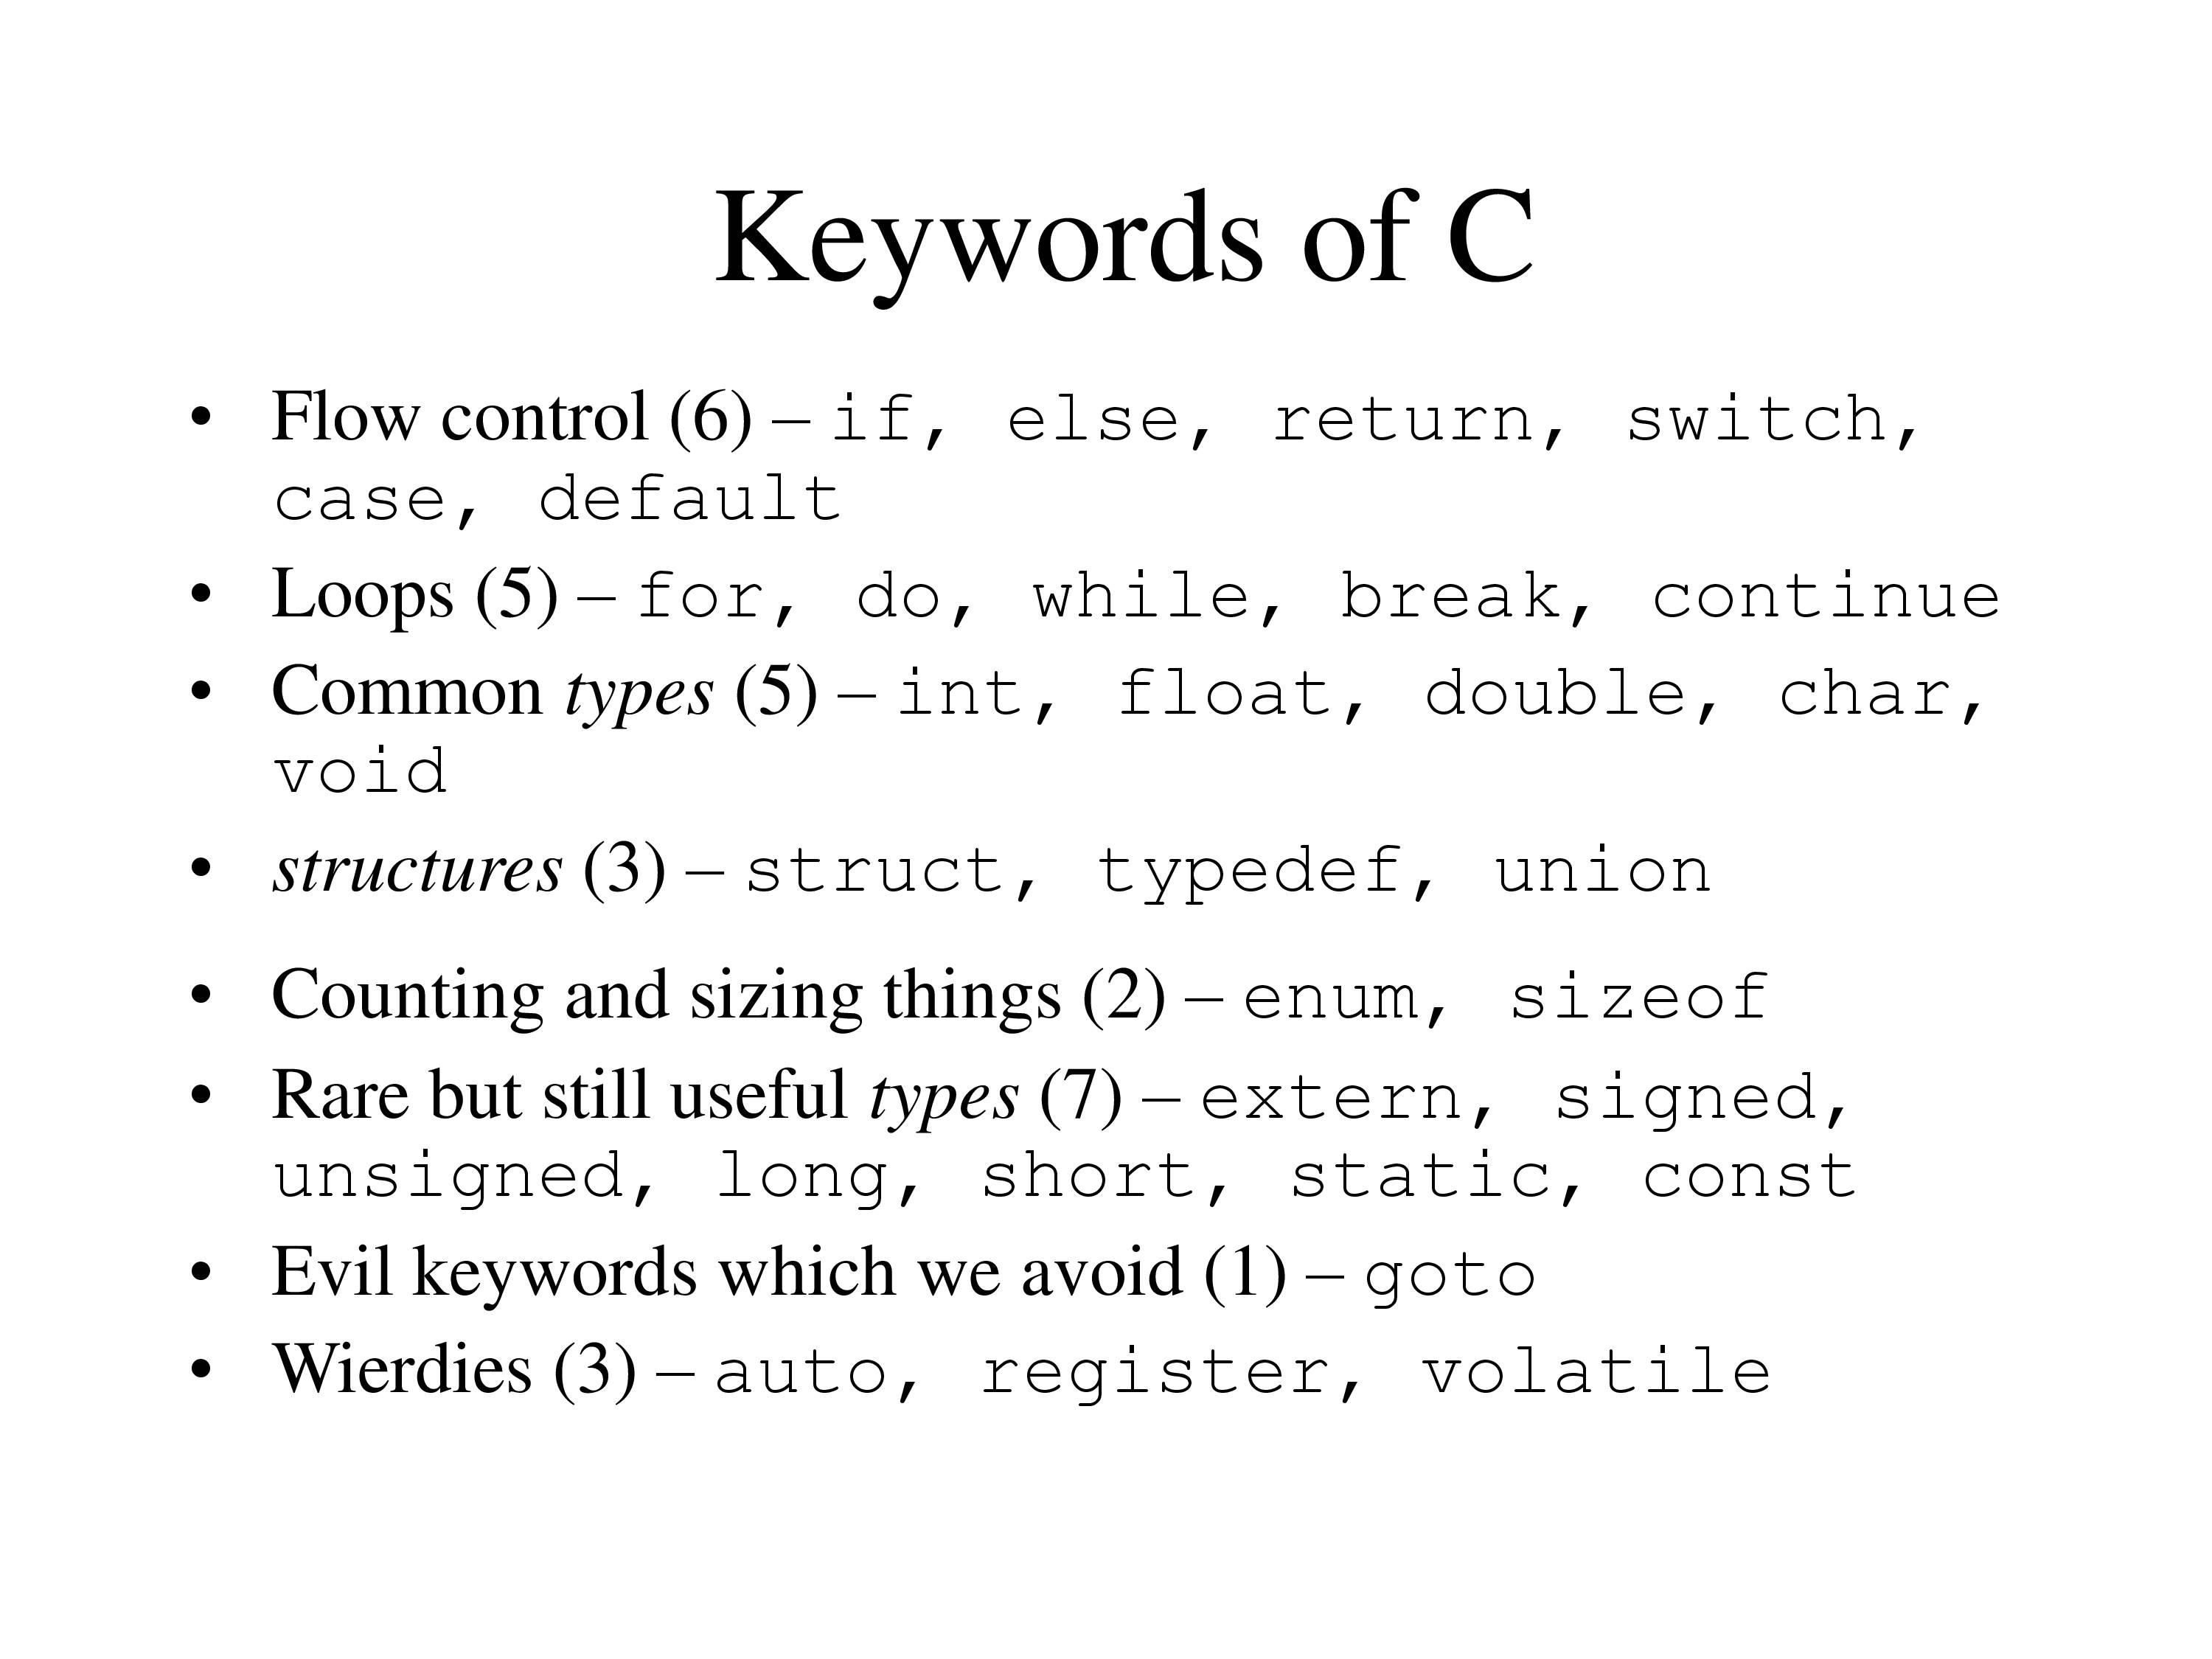 Keywords of C
• Flow control (6) – if, else, return, switch,
case, default
• Loops (5) – for, do, while, break, continue
• Common types (5) – int, float, double, char,
void
• structures (3) – struct, typedef, union
• Counting and sizing things (2) – enum, sizeof
• Rare but still useful types (7) – extern, signed,
unsigned, long, short, static, const
• Evil keywords which we avoid (1) – goto
• Wierdies (3) – auto, register, volatile